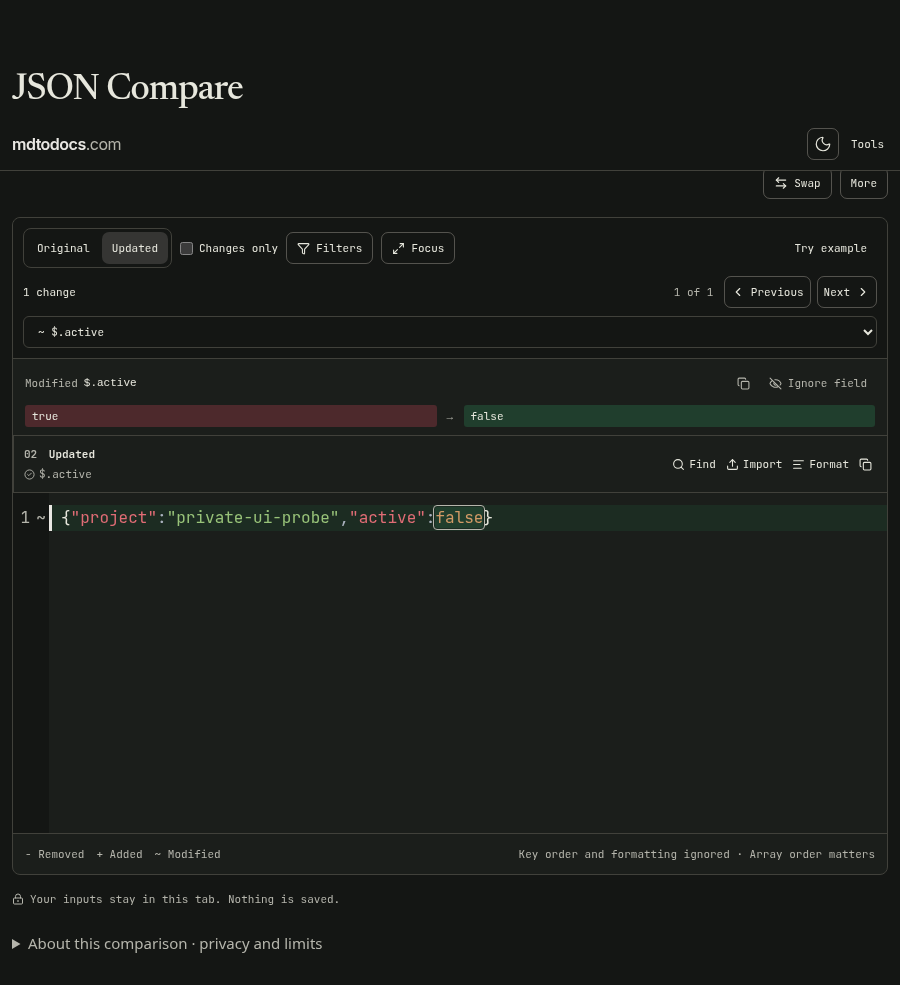 JSON Compare
mdtodocs.com
Tools
Swap
More
Original Updated Changes only Filters Focus Try example
1 change 1 of 1 Previous Next
~ $.active
Modified $.active Ignore field
true → false
02 Updated
$.active
Find Import Format
1 ~ {"project":"private-ui-probe","active":false}
- Removed + Added ~ Modified Key order and formatting ignored · Array order matters
Your inputs stay in this tab. Nothing is saved.
About this comparison · privacy and limits